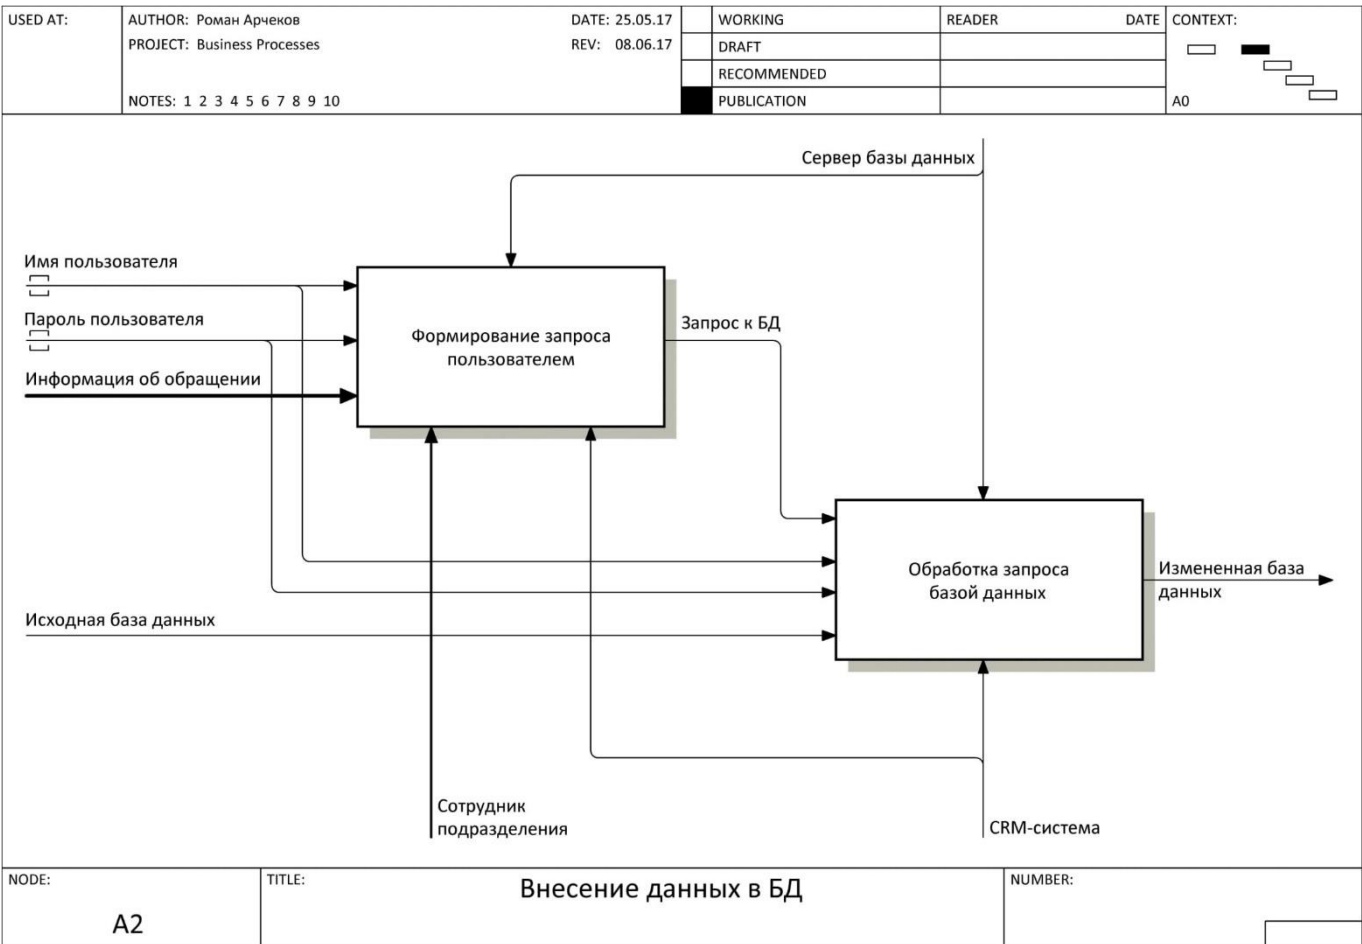 USED AT:
AUTHOR: Роман Арчеков
DATE: 25.05.17
WORKING
READER
DATE
CONTEXT:
PROJECT: Business Processes
REV: 08.06.17
DRAFT
RECOMMENDED
NOTES: 1 2 3 4 5 6 7 8 9 10
PUBLICATION
A0
Сервер базы данных
Имя пользователя
Пароль пользователя
Информация об обращении
Формирование запроса
пользователем
Запрос к БД
Обработка запроса
базой данных
Измененная база
данных
Исходная база данных
Сотрудник
подразделения
CRM-система
NODE:
A2
TITLE:
Внесение данных в БД
NUMBER: